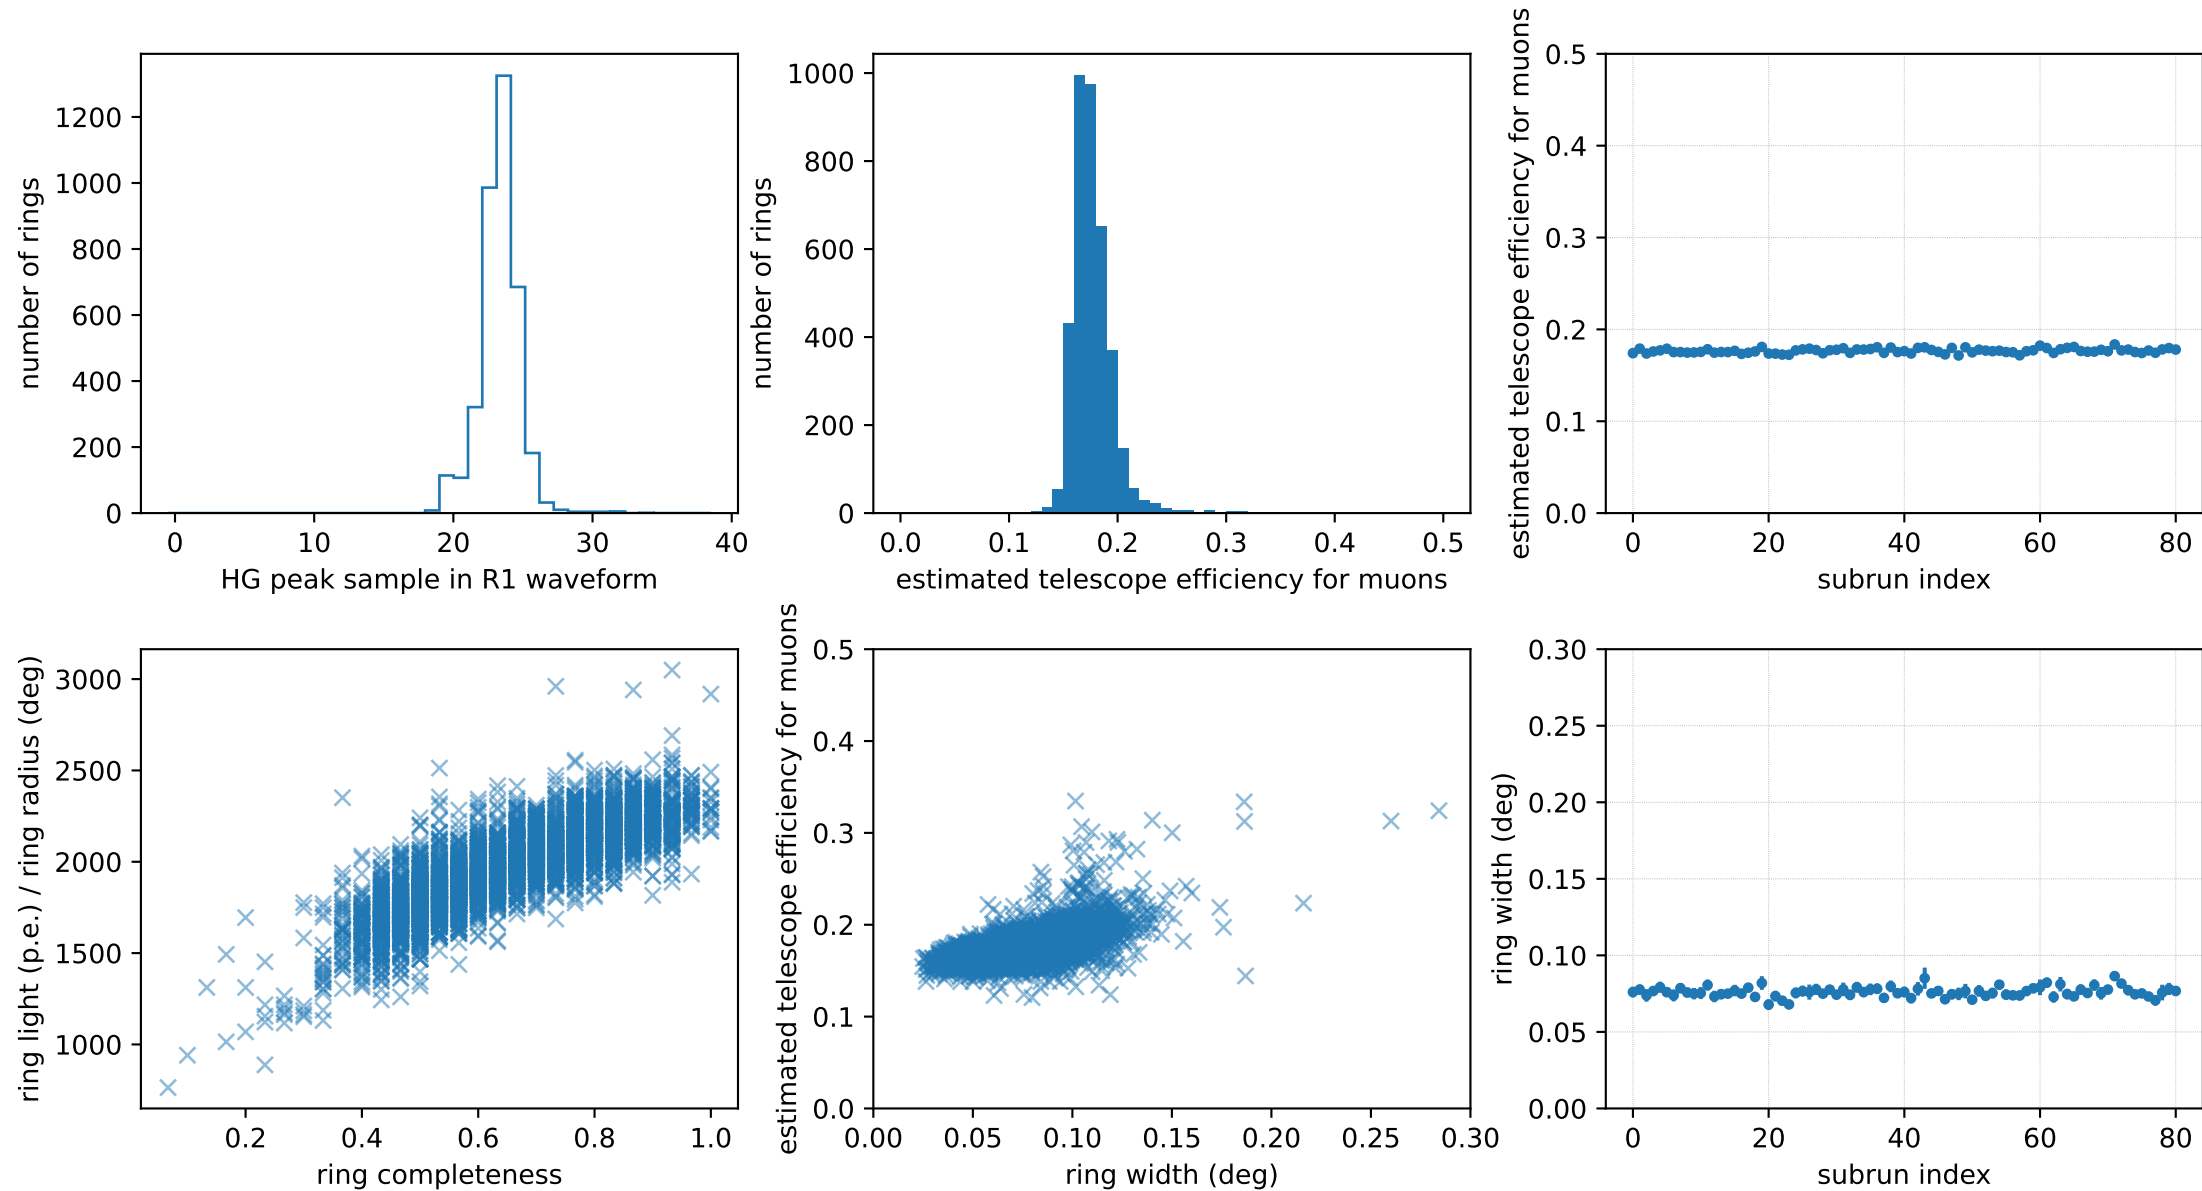 number of rings
1200
1000
800
600
400
200
0
0 10 20 30 40
HG peak sample in R1 waveform
number of rings
1000
800
600
400
200
0
0.0 0.1 0.2 0.3 0.4 0.5
estimated telescope efficiency for muons
estimated telescope efficiency for muons
0.5
0.4
0.3
0.2
0.1
0.0
0 20 40 60 80
subrun index
ring light (p.e.) / ring radius (deg)
3000
2500
2000
1500
1000
0.2 0.4 0.6 0.8 1.0
ring completeness
estimated telescope efficiency for muons
0.5
0.4
0.3
0.2
0.1
0.0
0.00 0.05 0.10 0.15 0.20 0.25 0.30
ring width (deg)
ring width (deg)
0.30
0.25
0.20
0.15
0.10
0.05
0.00
0 20 40 60 80
subrun index